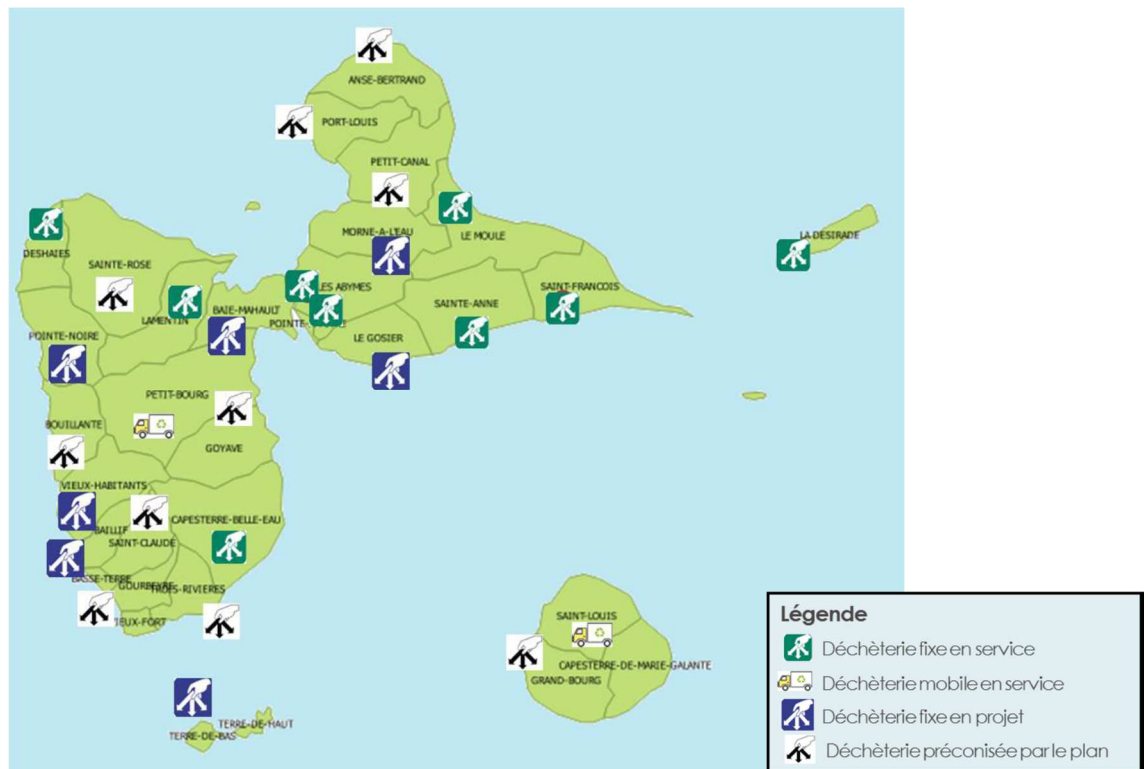 ANSE-BERTRAND
PORT-LOUIS
PETIT-CANAL
MORNE-A-L'EAU
LE MOULE
LA DESIRADE
DESHAIES
SAINTE-ROSE
LES ABYMES
SAINTE-ANNE
SAINT-FRANCOIS
LAMENTIN
BAIE-MAHAULT
POINTE-NOIRE
LE GOSIER
PETIT-BOURG
BOUILLANTE
GOYAVE
VIEUX-HABITANTS
BAILLIF
CAPESTERRE-BELLE-EAU
SAINT-CLAUDE
BASSE-TERRE
GOURBEYRE
TROIS-RIVIERES
VIEUX-FORT
SAINT-LOUIS
CAPESTERRE-DE-MARIE-GALANTE
GRAND-BOURG
TERRE-DE-HAUT
TERRE-DE-BAS
Légende
Déchèterie fixe en service
Déchèterie mobile en service
Déchèterie fixe en projet
Déchèterie préconisée par le plan